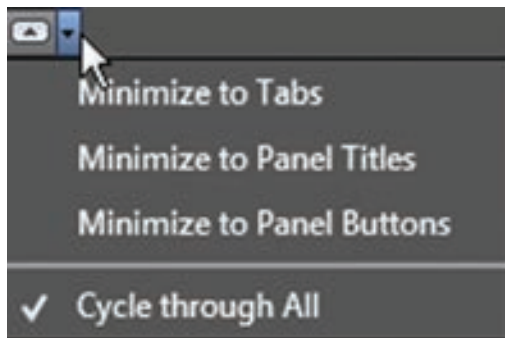 Minimize to Tabs
Minimize to Panel Titles
Minimize to Panel Buttons
Cycle through All